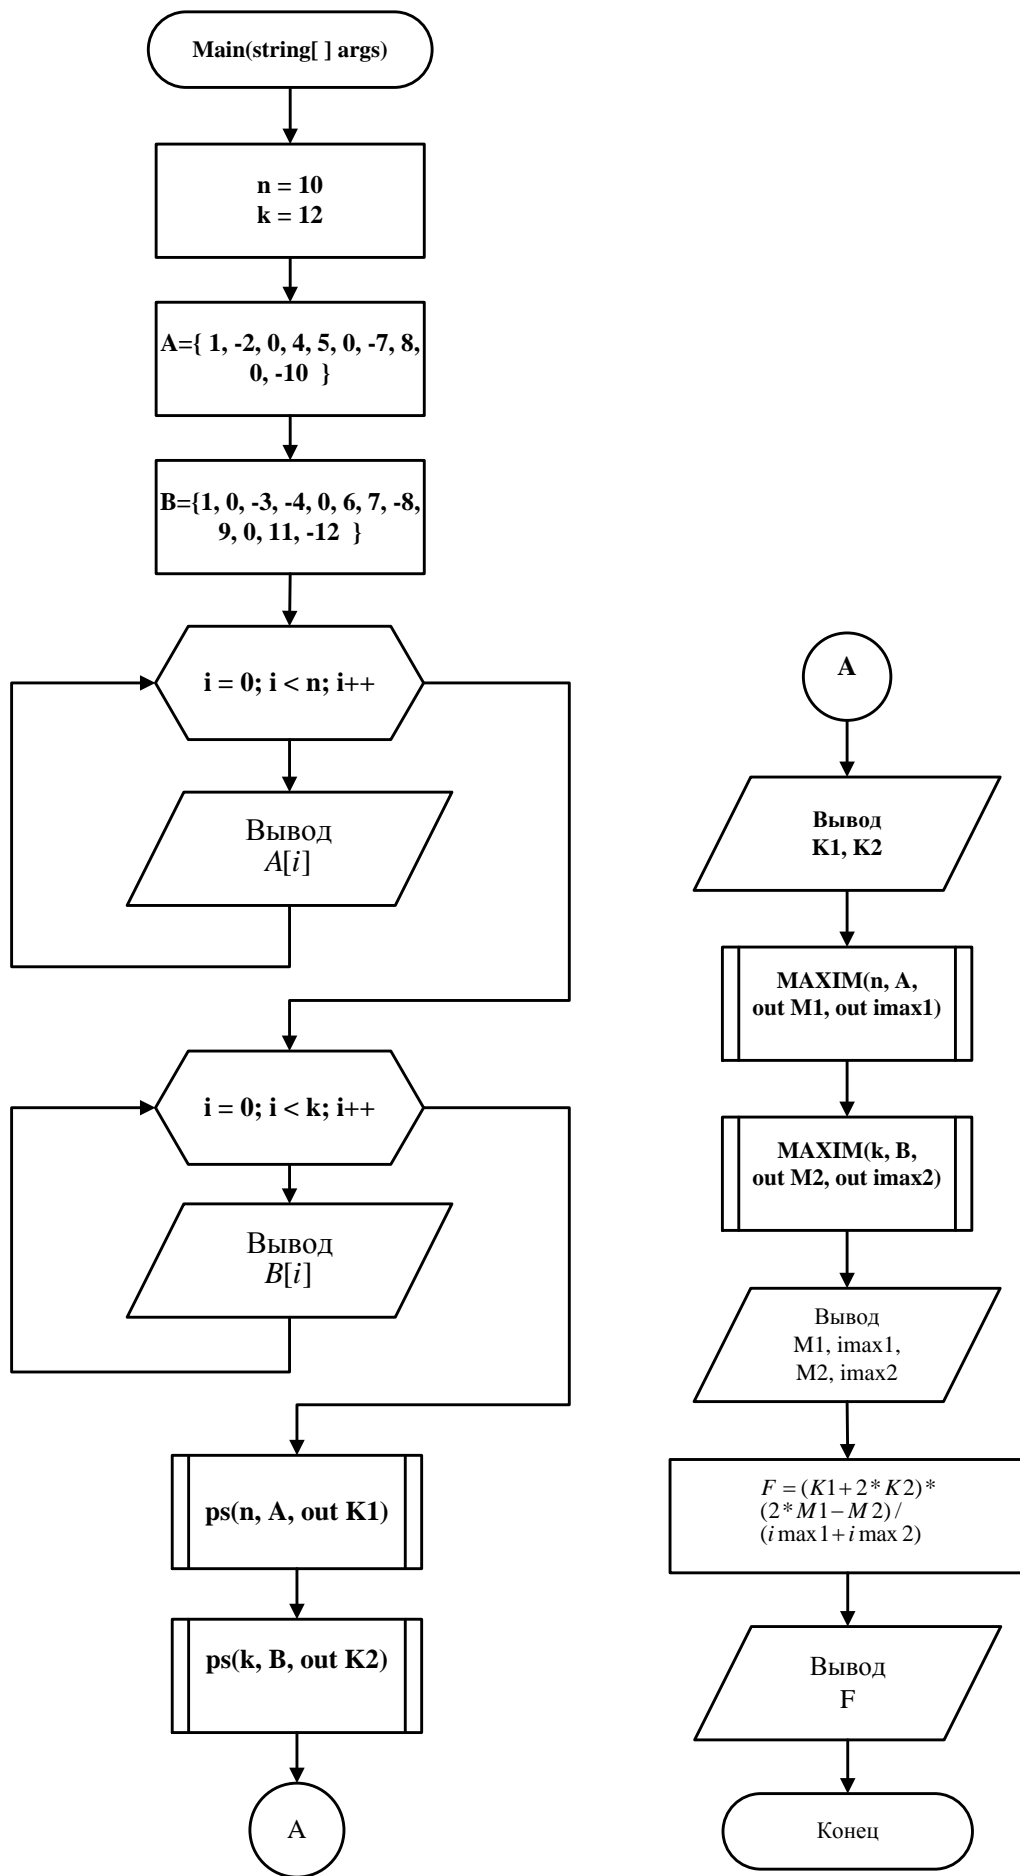 Main(string[ ] args)
n = 10
k = 12
A={ 1, -2, 0, 4, 5, 0, -7, 8,
0, -10 }
B={1, 0, -3, -4, 0, 6, 7, -8,
9, 0, 11, -12 }
i = 0; i < n; i++
Вывод
A[i]
i = 0; i < k; i++
Вывод
B[i]
ps(n, A, out K1)
ps(k, B, out K2)
A
A
Вывод
K1, K2
MAXIM(n, A,
out M1, out imax1)
MAXIM(k, B,
out M2, out imax2)
Вывод
M1, imax1,
M2, imax2
F = (K1+2*K2)*
(2*M1−M2)/
(i max1+i max2)
Вывод
F
Конец